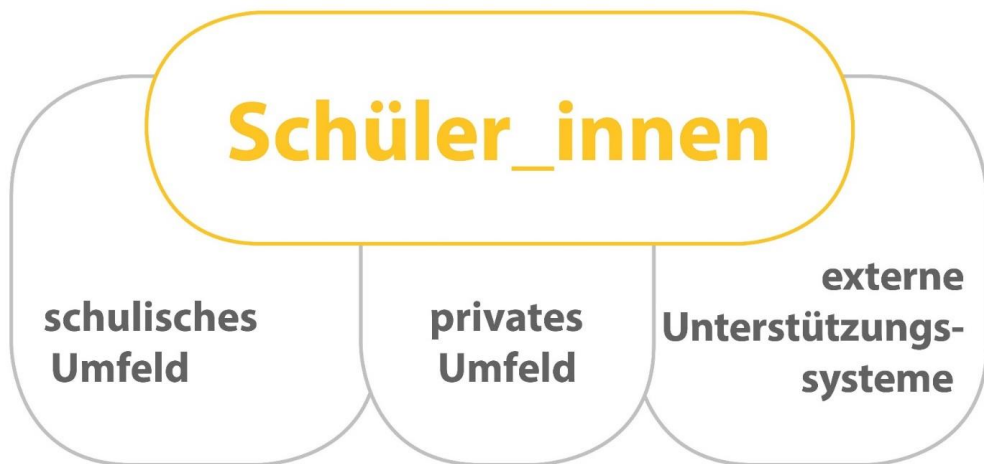 Schüler_innen
schulisches
Umfeld
privates
Umfeld
externe
Unterstützungs-
systeme